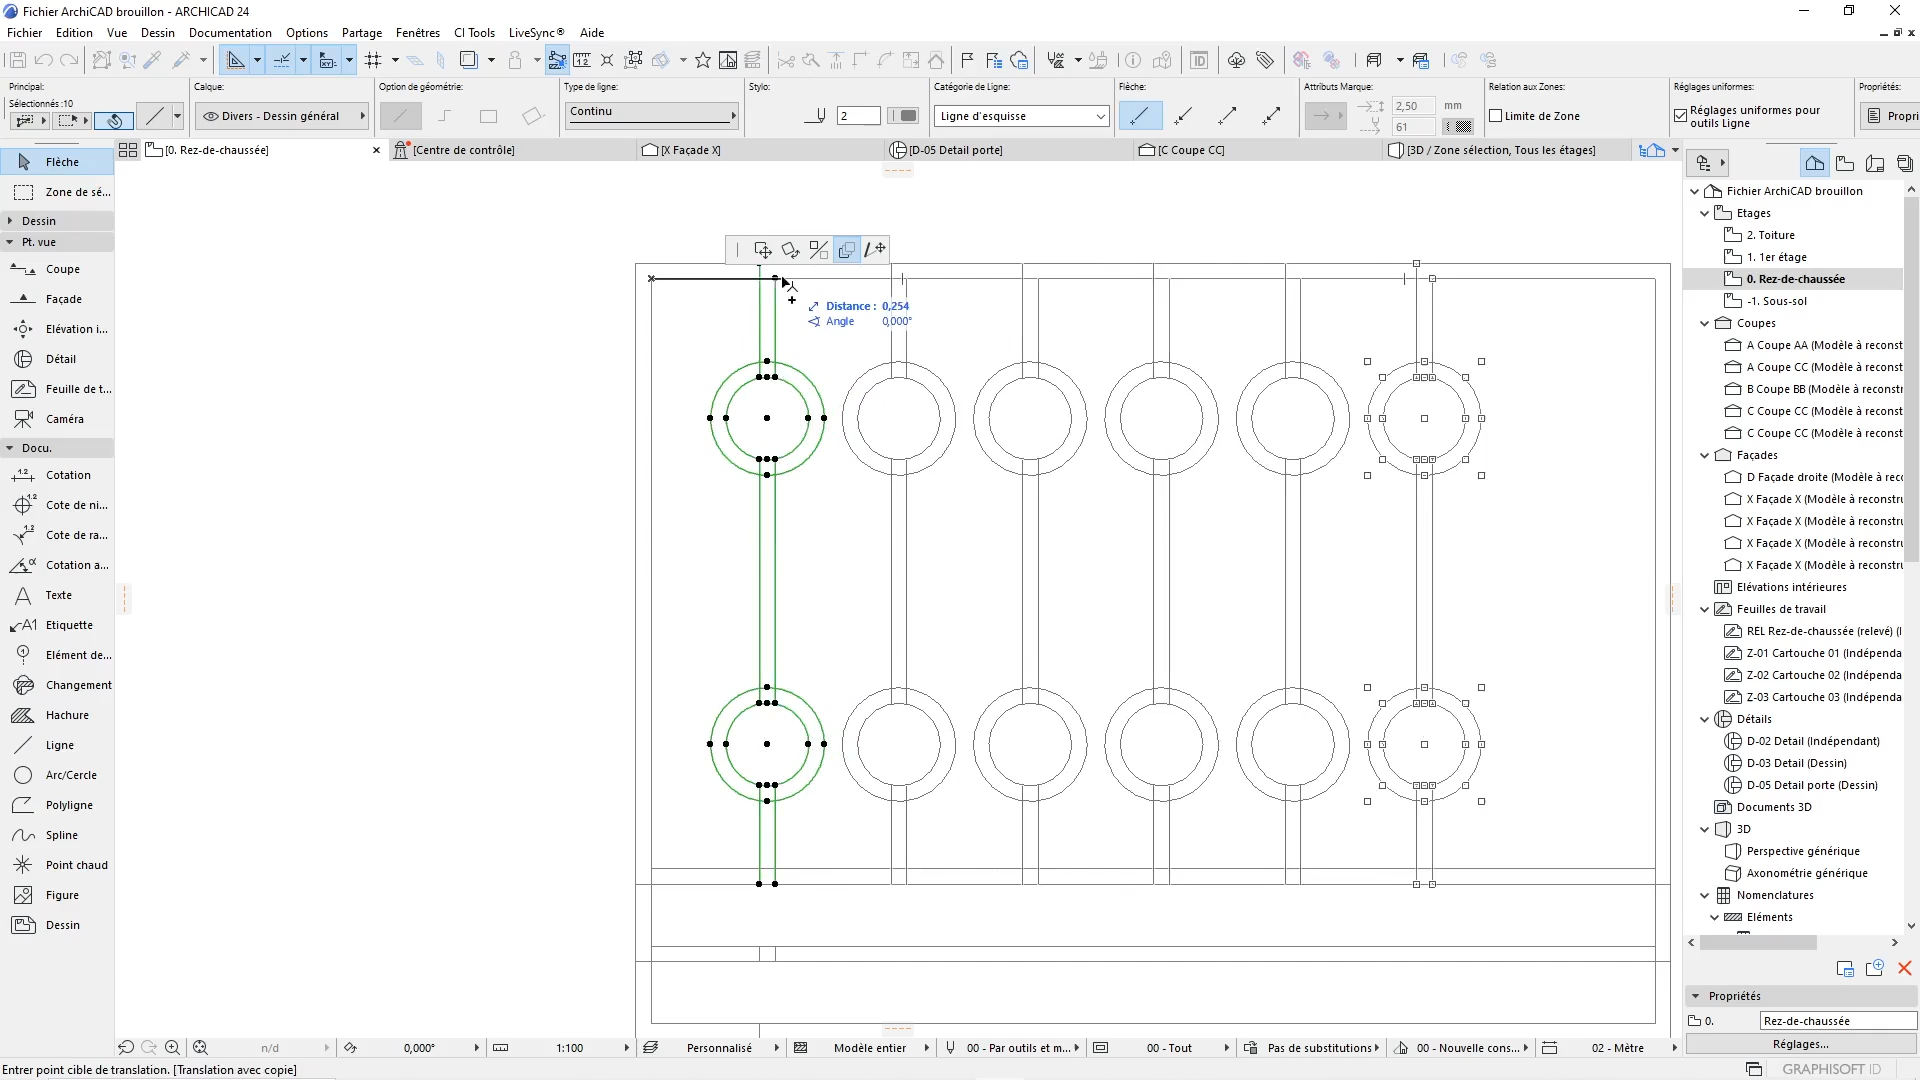 Fichier ArchiCAD brouillon - ARCHICAD 24
Fichier Edition Vue Dessin Documentation Options Partage Fenêtres CI Tools LiveSync® Aide
Principal:
Sélectionnés :10
Calque:
Divers - Dessin général
Option de géométrie:
Type de ligne:
Continu
Stylo:
2
Catégorie de Ligne:
Ligne d'esquisse
Flèche:
Attributs Marque:
2,50 mm
61
Relation aux Zones:
Limite de Zone
Réglages uniformes:
Réglages uniformes pour
outils Ligne
Propriétés:
Propri
[0. Rez-de-chaussée]
[Centre de contrôle]
[X Façade X]
[D-05 Detail porte]
[C Coupe CC]
[3D / Zone sélection, Tous les étages]
Flèche
Zone de sé...
Dessin
Pt. vue
Coupe
Façade
Elévation i...
Détail
Feuille de t...
Caméra
Docu.
Cotation
Cote de ni...
Cote de ra...
Cotation a...
Texte
Etiquette
Elément de...
Changement
Hachure
Ligne
Arc/Cercle
Polyligne
Spline
Point chaud
Figure
Dessin
Distance : 0,254
Angle 0,000°
Fichier ArchiCAD brouillon
Etages
2. Toiture
1. 1er étage
0. Rez-de-chaussée
-1. Sous-sol
Coupes
A Coupe AA (Modèle à reconst
A Coupe CC (Modèle à reconst
B Coupe BB (Modèle à reconstr
C Coupe CC (Modèle à reconst
C Coupe CC (Modèle à reconst
Façades
D Façade droite (Modèle à reco
X Façade X (Modèle à reconstru
X Façade X (Modèle à reconstru
X Façade X (Modèle à reconstru
X Façade X (Modèle à reconstru
Elévations intérieures
Feuilles de travail
REL Rez-de-chaussée (relevé) (I
Z-01 Cartouche 01 (Indépenda
Z-02 Cartouche 02 (Indépenda
Z-03 Cartouche 03 (Indépenda
Détails
D-02 Detail (Indépendant)
D-03 Detail (Dessin)
D-05 Detail porte (Dessin)
Documents 3D
3D
Perspective générique
Axonométrie générique
Nomenclatures
Eléments
Propriétés
0. Rez-de-chaussée
Réglages...
n/d 0,000° 1:100 Personnalisé Modèle entier 00 - Par outils et m... 00 - Tout Pas de substitutions 00 - Nouvelle cons... 02 - Mètre
Entrer point cible de translation. [Translation avec copie]
GRAPHISOFT ID